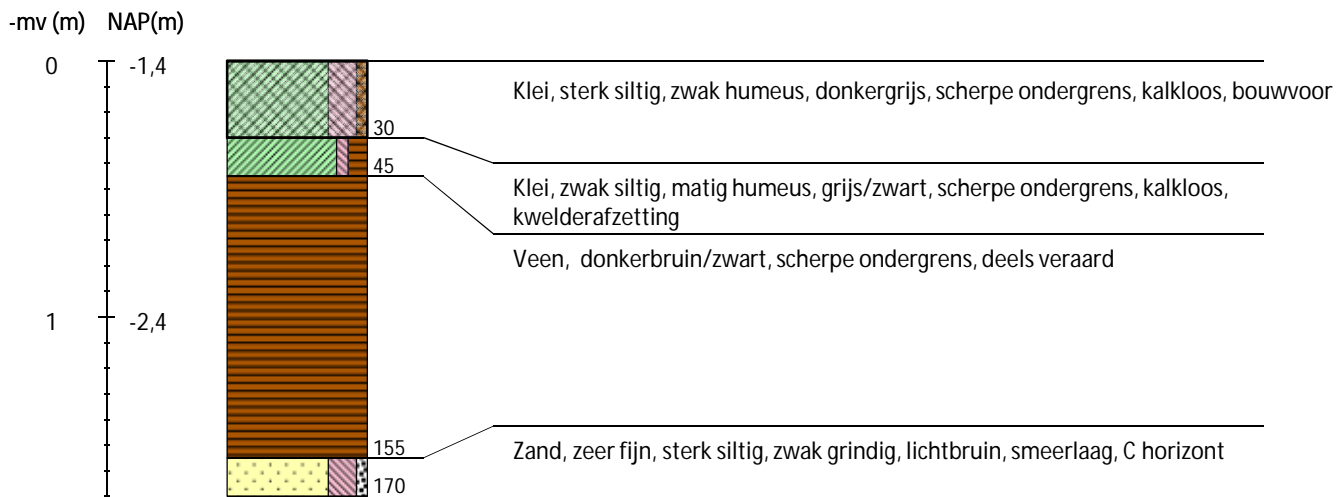 -mv (m) NAP(m)
0 -1,4
Klei, sterk siltig, zwak humeus, donkergrijs, scherpe ondergrens, kalkloos, bouwvoor
30
45
Klei, zwak siltig, matig humeus, grijs/zwart, scherpe ondergrens, kalkloos,
kwelderafzetting
Veen, donkerbruin/zwart, scherpe ondergrens, deels veraard
1 -2,4
155
Zand, zeer fijn, sterk siltig, zwak grindig, lichtbruin, smeerlaag, C horizont
170